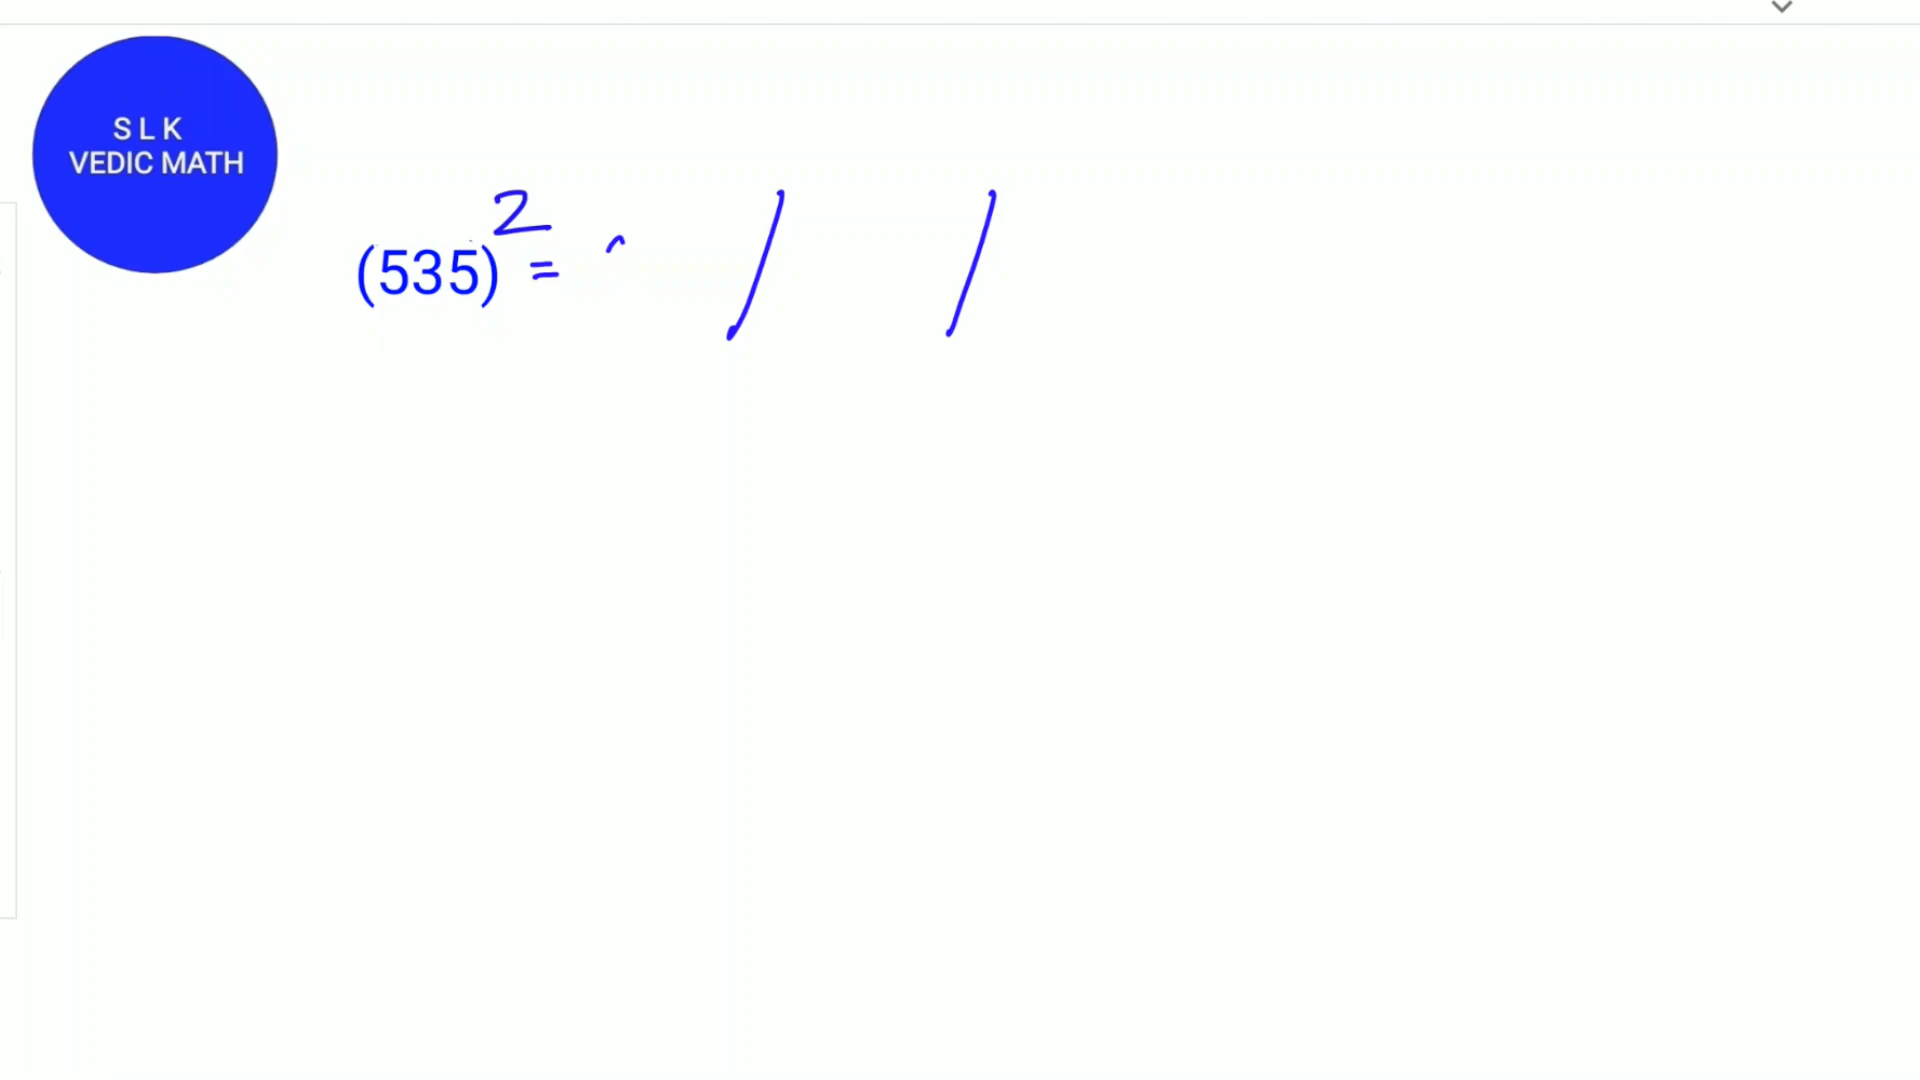 S L K
VEDIC MATH
(535)² = / /